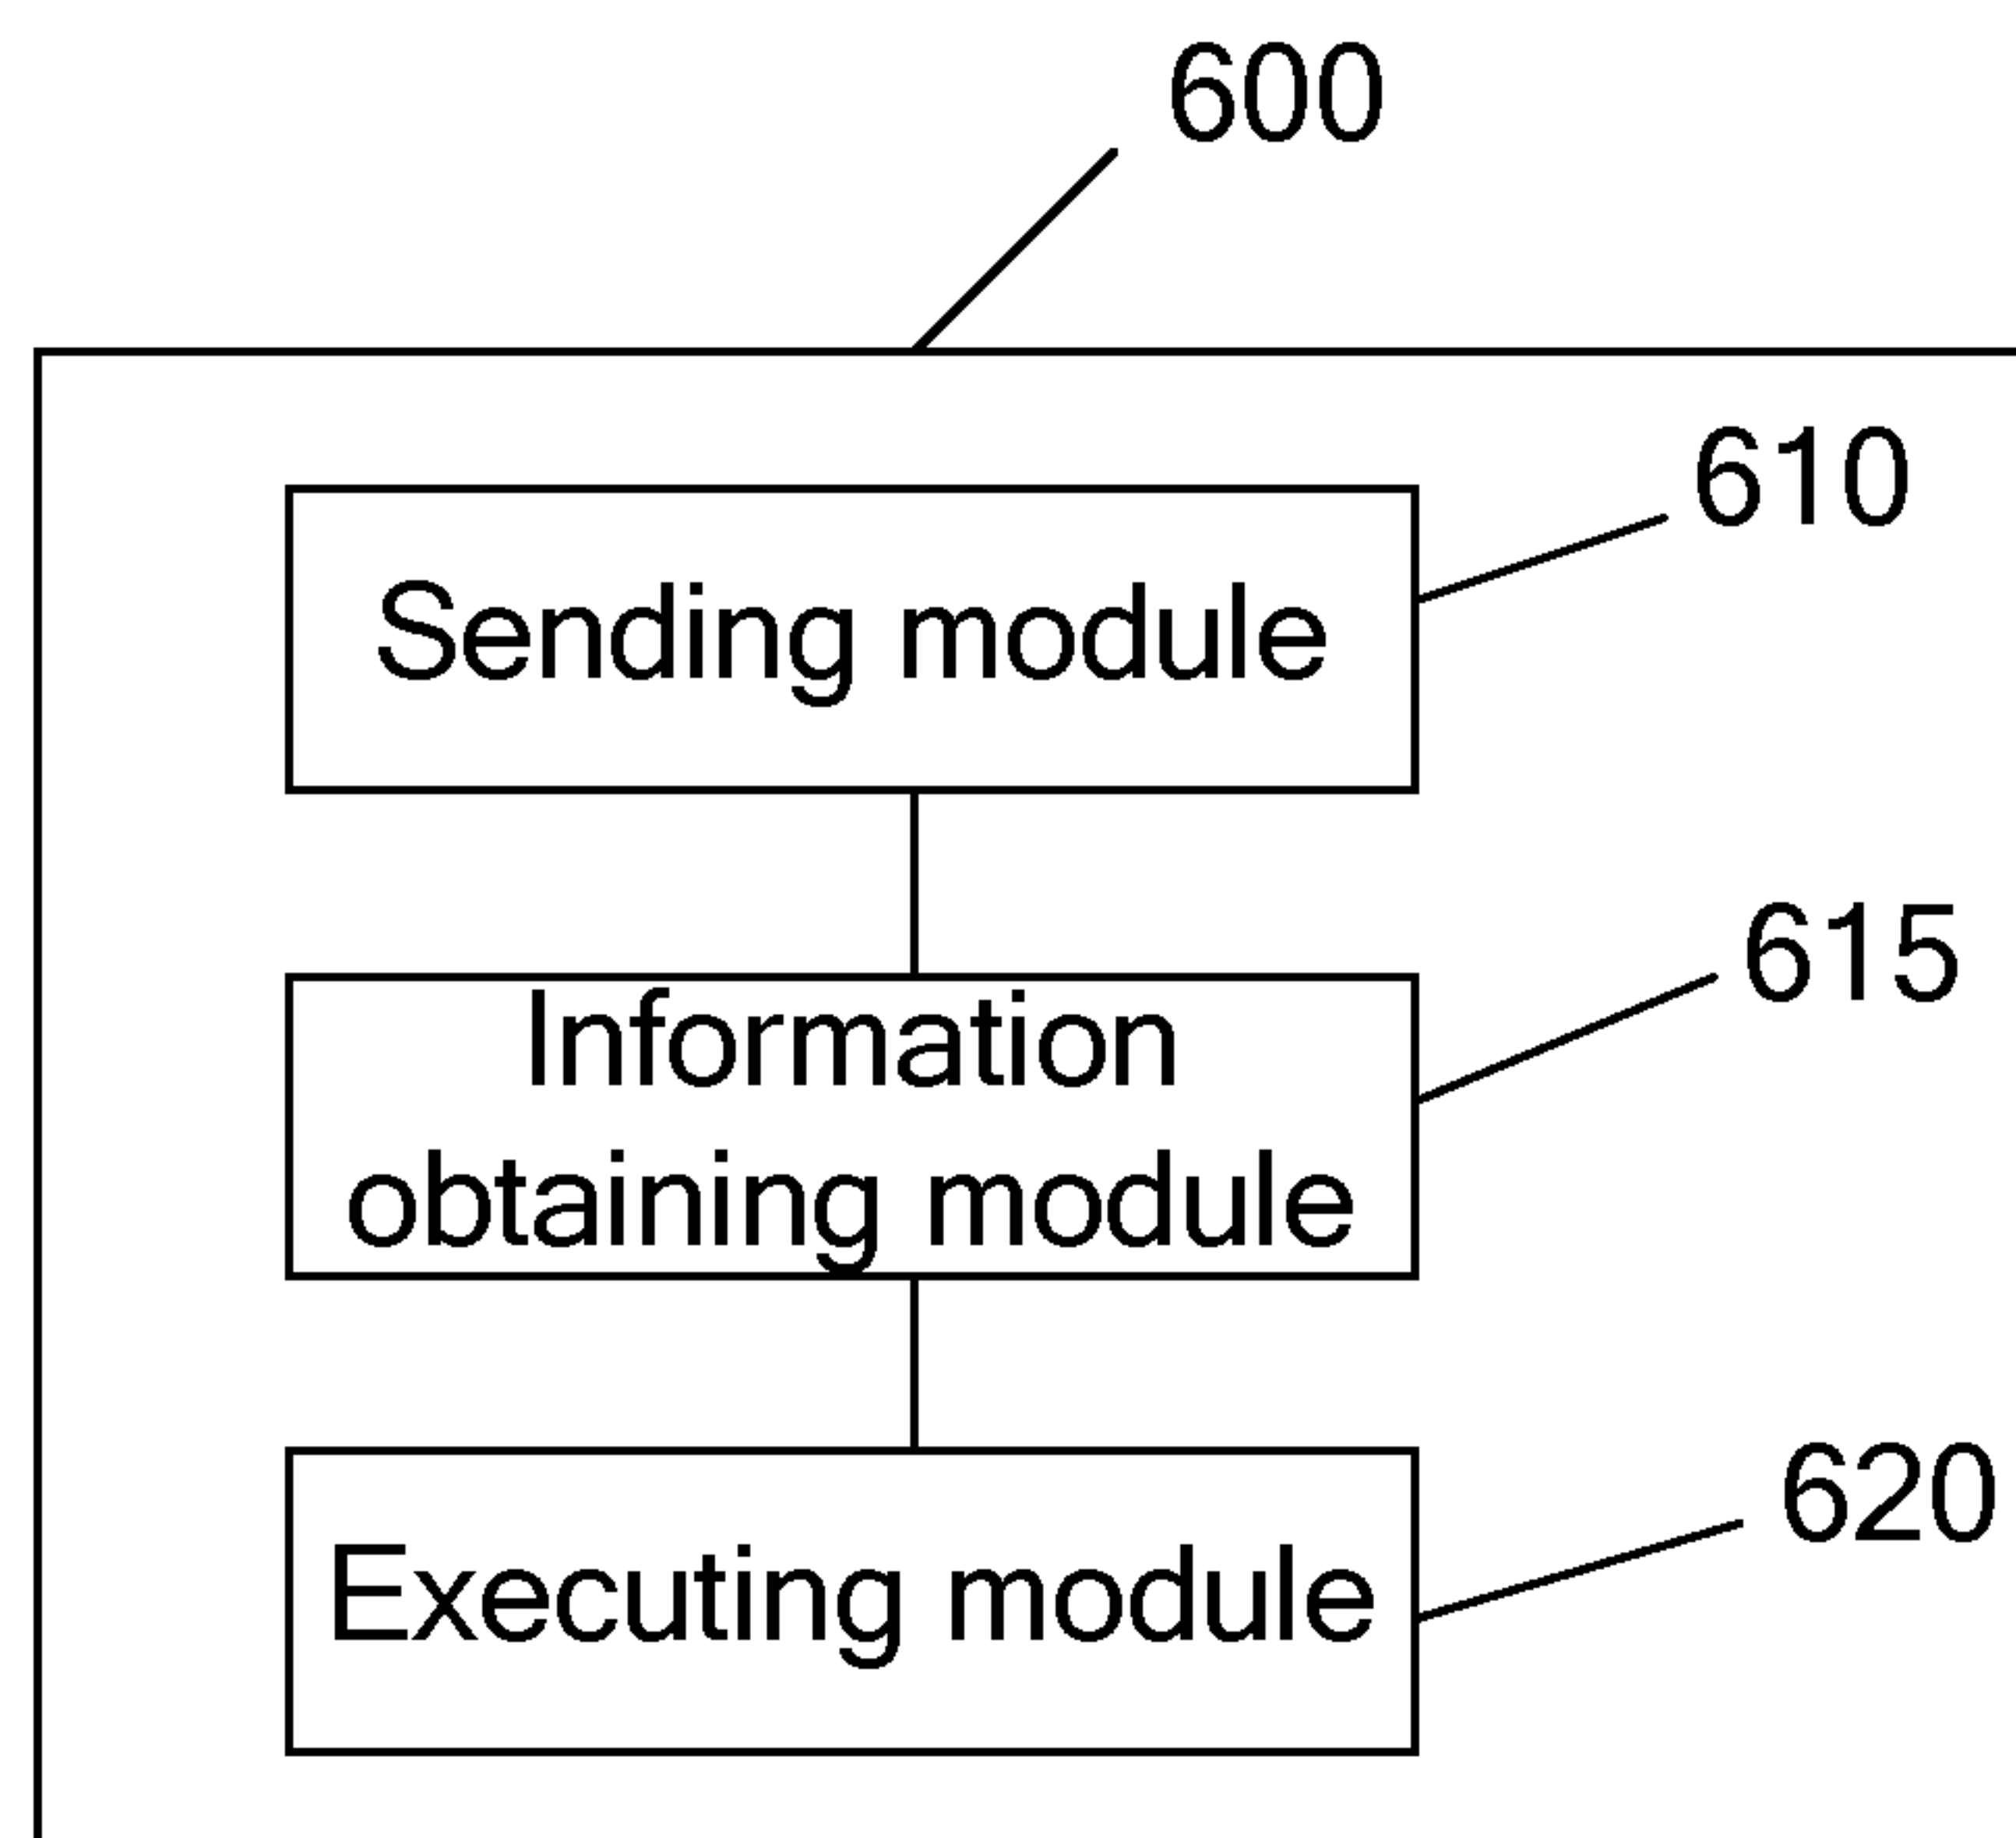 600
610
Sending module
615
Information
obtaining module
620
Executing module